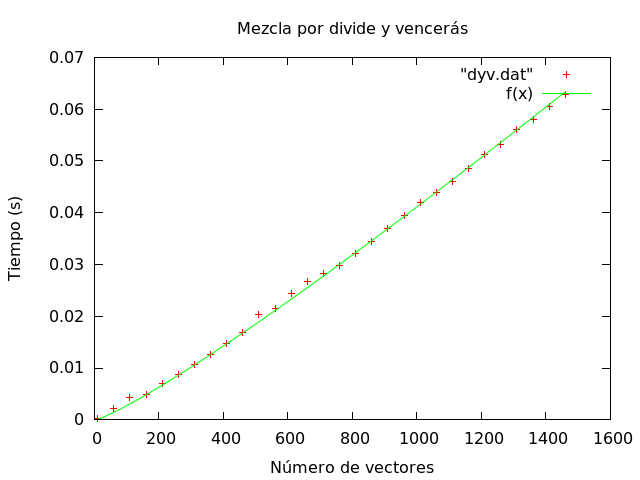 Mezcla por divide y vencerás
"dyv.dat"
f(x)
Tiempo (s)
0.07
0.06
0.05
0.04
0.03
0.02
0.01
0
0 200 400 600 800 1000 1200 1400 1600
Número de vectores